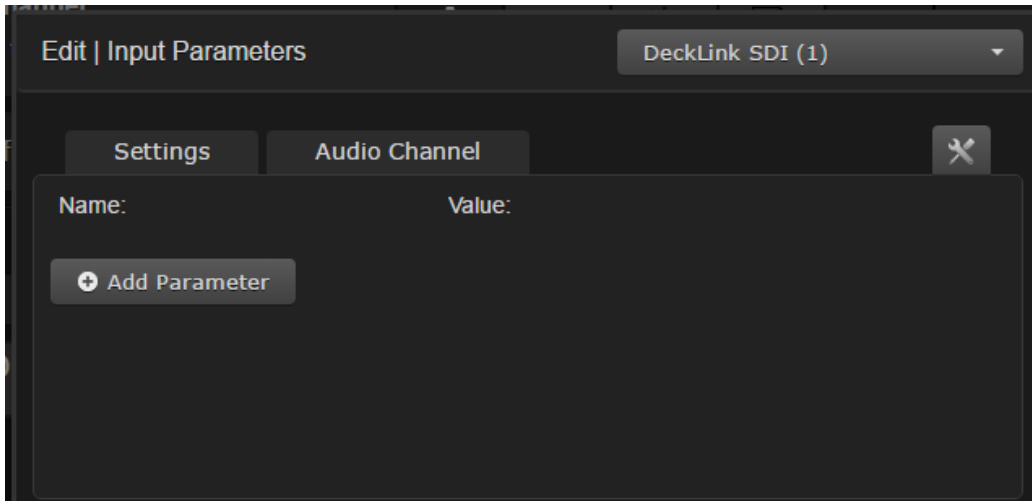 Edit | Input Parameters
DeckLink SDI (1)
Settings
Audio Channel
Name:
Value:
Add Parameter